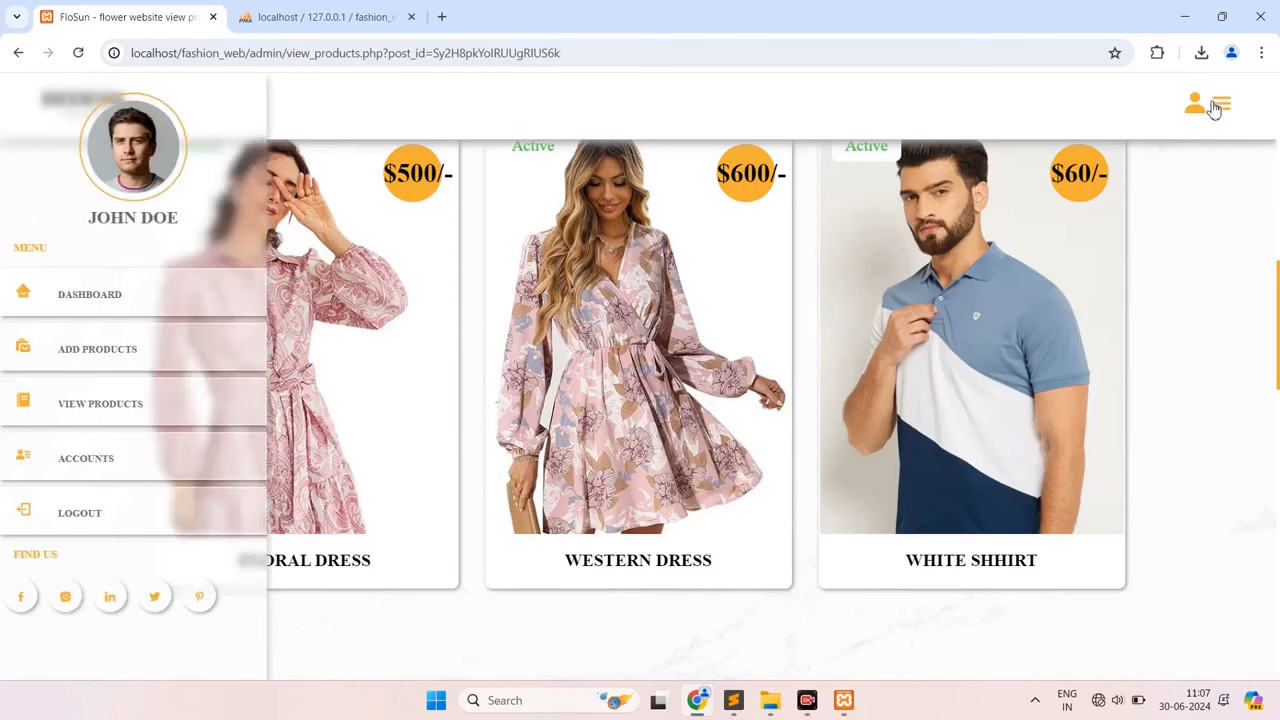 FloSun - flower website view pr
localhost / 127.0.0.1 / fashion_
localhost/fashion_web/admin/view_products.php?post_id=Sy2H8pkYoIRUUgRIUS6k
JOHN DOE
MENU
DASHBOARD
ADD PRODUCTS
VIEW PRODUCTS
ACCOUNTS
LOGOUT
FIND US
$500/-
ORAL DRESS
Active
$600/-
WESTERN DRESS
Active
$60/-
WHITE SHHIRT
Search
ENG
IN
11:07
30-06-2024